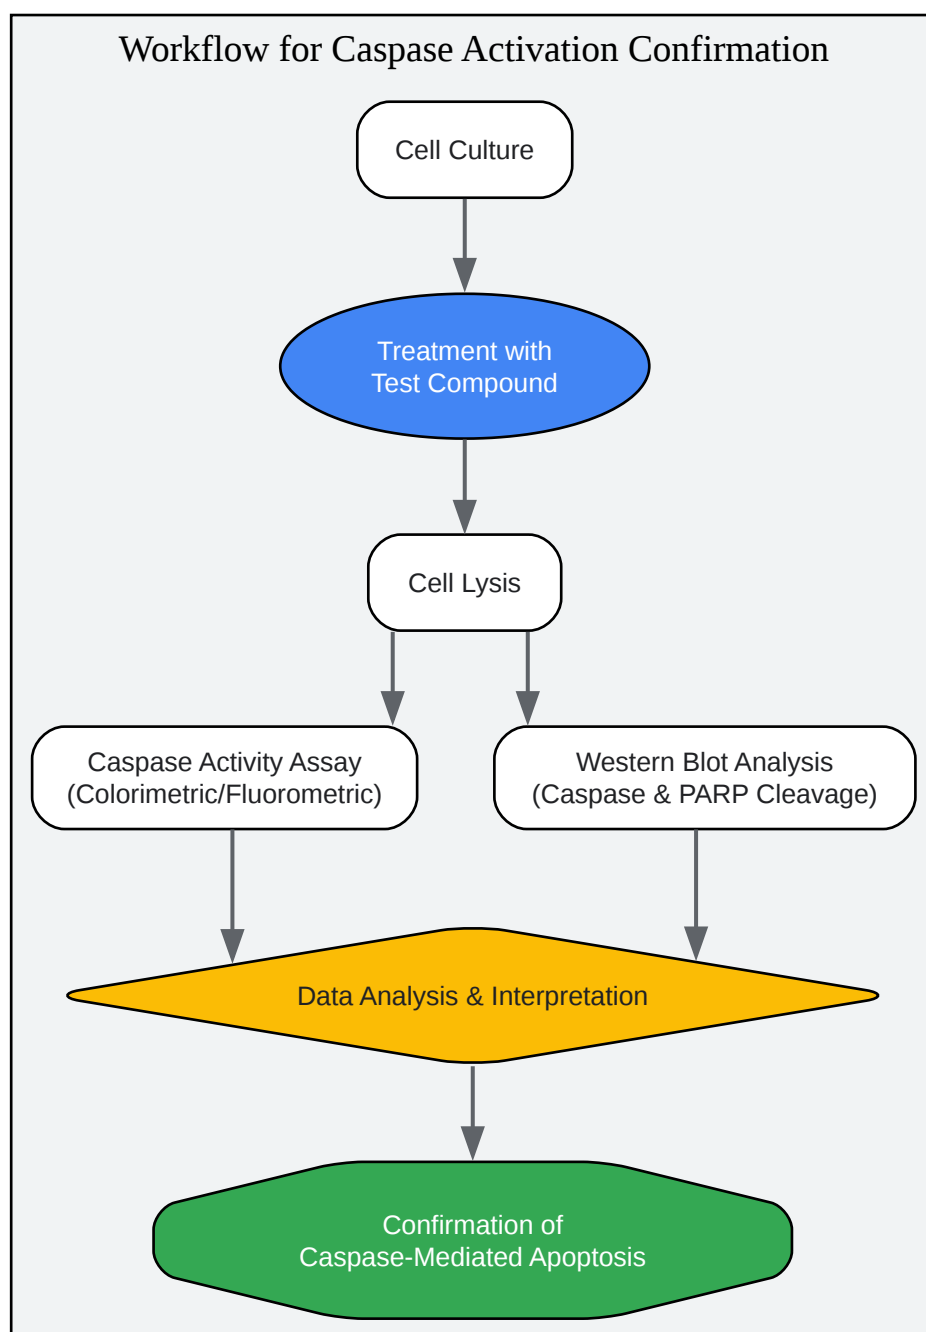 Workflow for Caspase Activation Confirmation
Cell Culture
Treatment with
Test Compound
Cell Lysis
Caspase Activity Assay
(Colorimetric/Fluorometric)
Western Blot Analysis
(Caspase & PARP Cleavage)
Data Analysis & Interpretation
Confirmation of
Caspase-Mediated Apoptosis